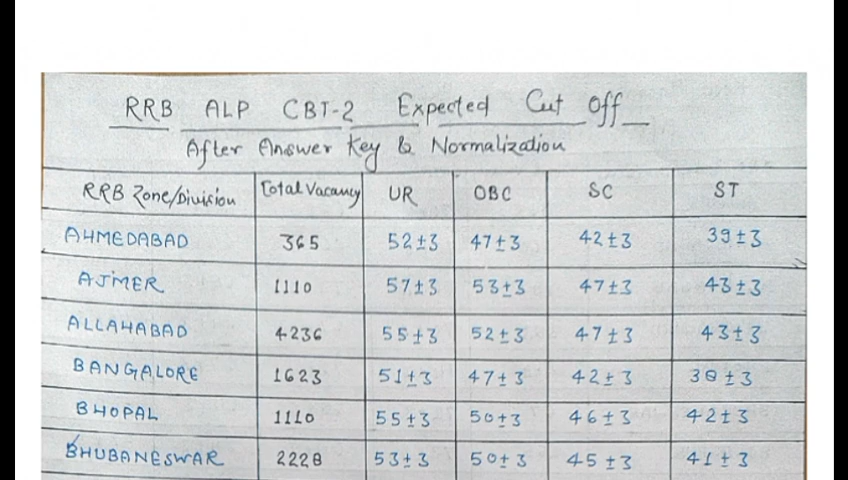 RRB ALP CBT-2 Expected Cut Off
After Answer Key & Normalization
RRB Zone/Division Total Vacancy UR OBC SC ST
AHMEDABAD 365 52±3 47±3 42±3 39±3
AJMER 1110 57±3 53±3 47±3 43±3
ALLAHABAD 4236 55±3 52±3 47±3 43±3
BANGALORE 1623 51±3 47±3 42±3 38±3
BHOPAL 1110 55±3 50±3 46±3 42±3
BHUBANESWAR 2228 53±3 50±3 45±3 41±3